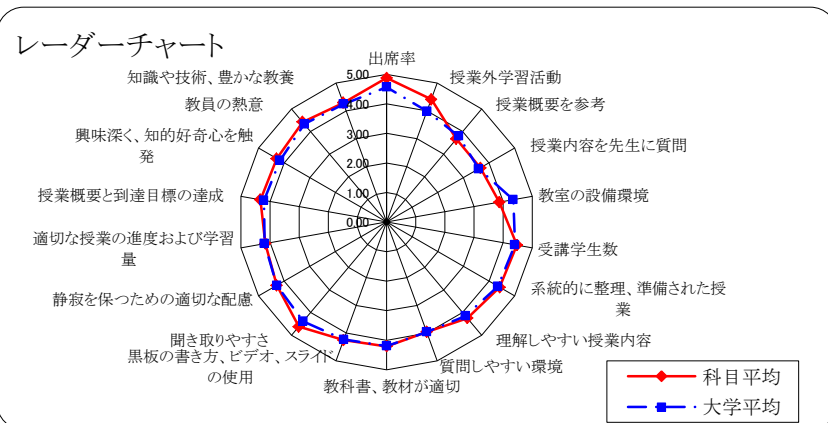 レーダーチャート
出席率
授業外学習活動
授業概要を参考
授業内容を先生に質問
教室の設備環境
受講学生数
系統的に整理、準備された授
業
理解しやすい授業内容
質問しやすい環境
教科書、教材が適切
黒板の書き方、ビデオ、スライド
の使用
聞き取りやすさ
静寂を保つための適切な配慮
適切な授業の進度および学習
量
授業概要と到達目標の達成
興味深く、知的好奇心を触
発
教員の熱意
知識や技術、豊かな教養
5.00
4.00
3.00
2.00
1.00
0.00
科目平均
大学平均